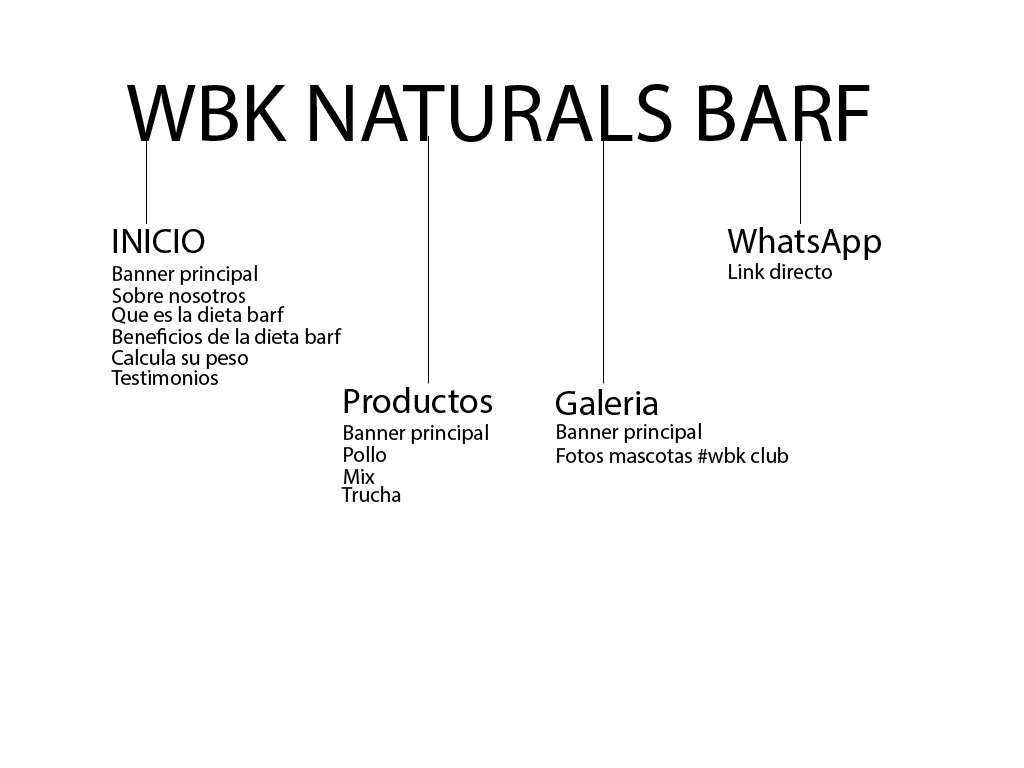 WBK NATURALS BARF
INICIO
Banner principal
Sobre nosotros
Que es la dieta barf
Beneficios de la dieta barf
Calcula su peso
Testimonios
Productos
Banner principal
Pollo
Mix
Trucha
Galeria
Banner principal
Fotos mascotas #wbk club
WhatsApp
Link directo